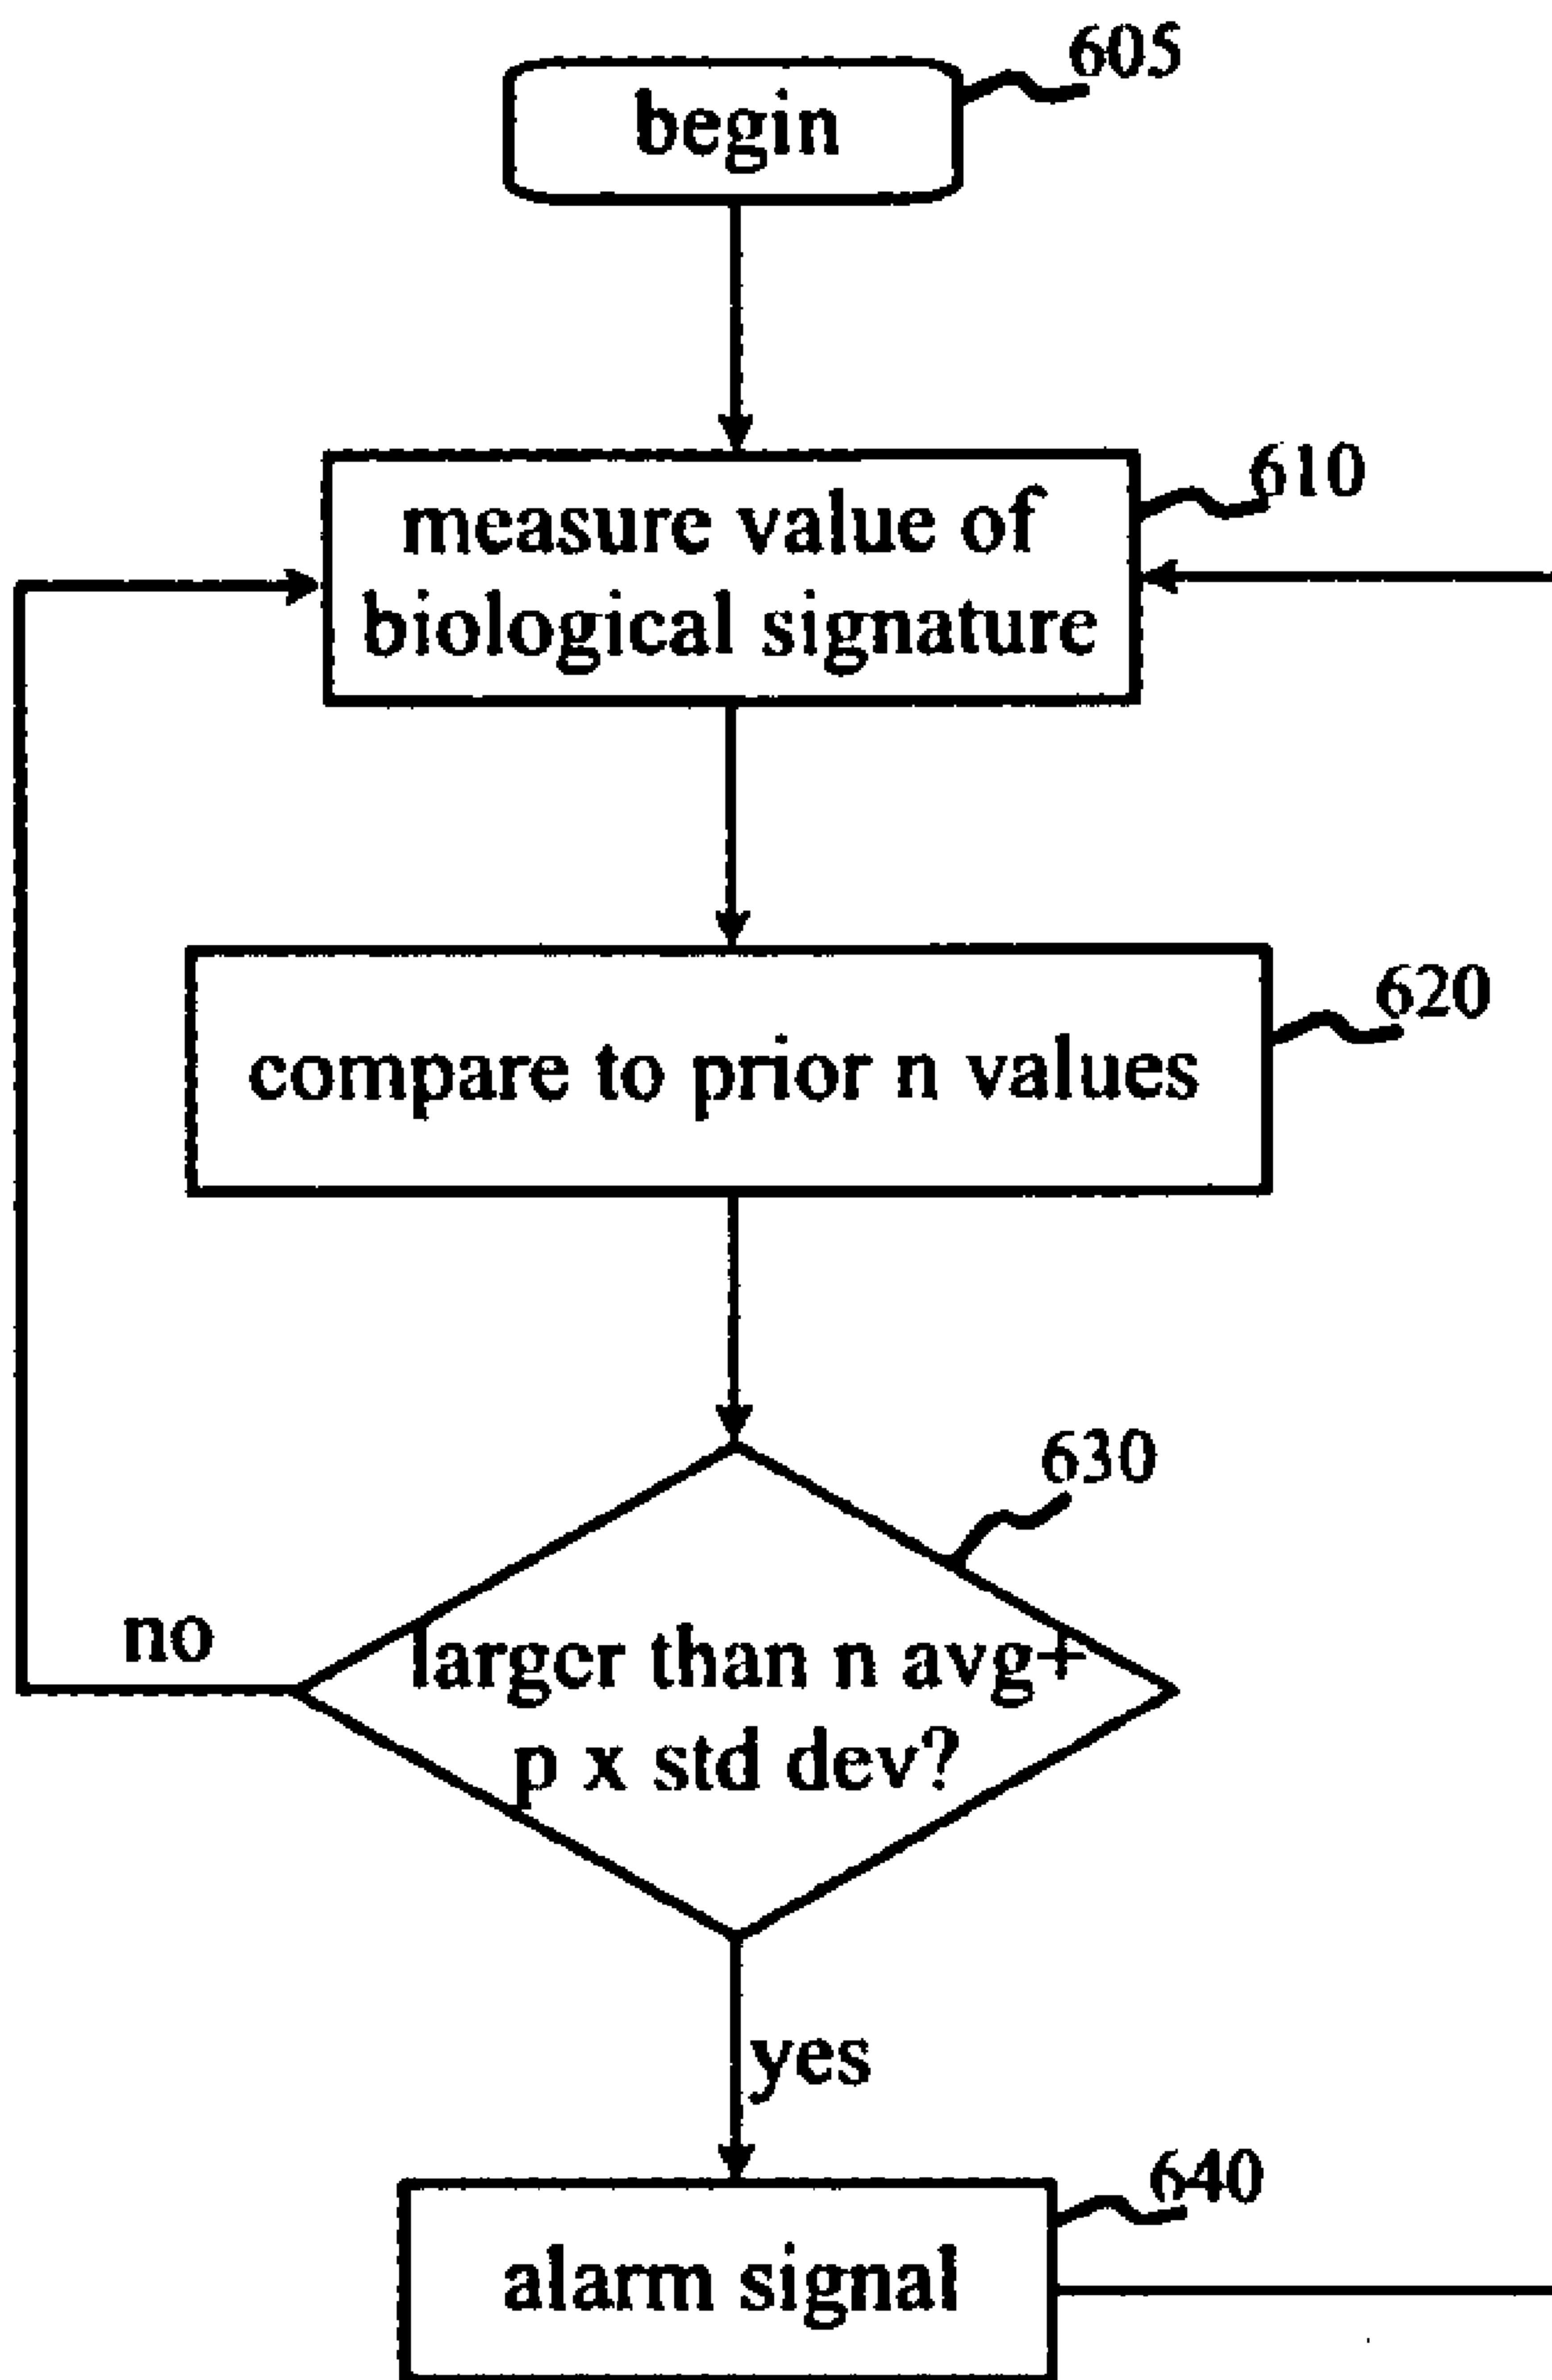 605
begin
610
measure value of
biological signature
620
compare to prior n values
630
no
larger than n avg+
p x std dev?
yes
640
alarm signal